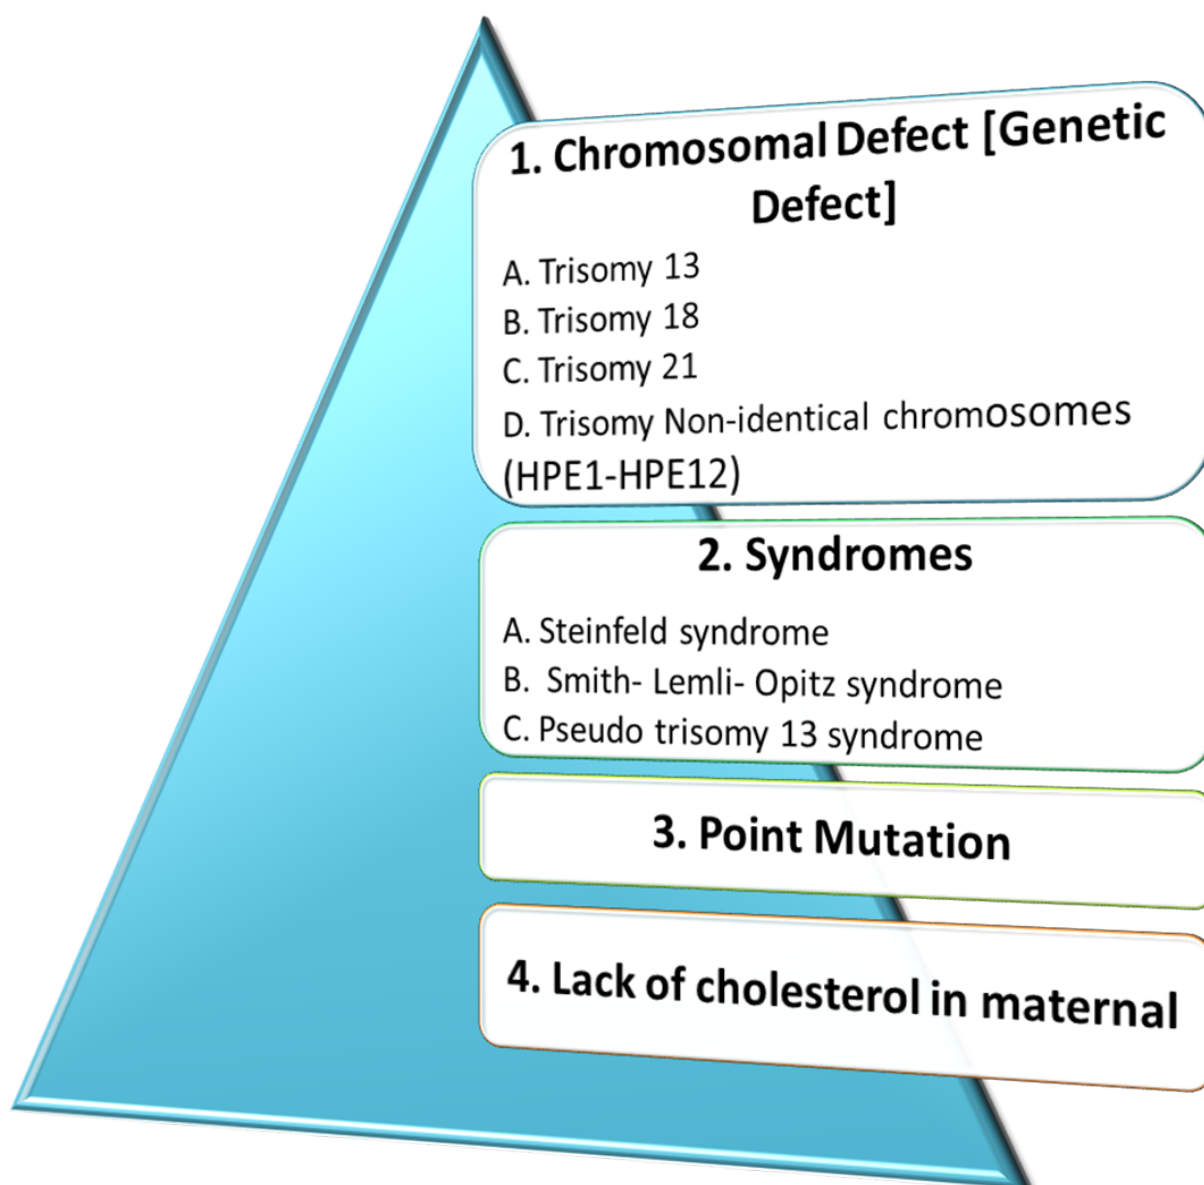 1. Chromosomal Defect [Genetic
Defect]
A. Trisomy 13
B. Trisomy 18
C. Trisomy 21
D. Trisomy Non-identical chromosomes
(HPE1-HPE12)
2. Syndromes
A. Steinfeld syndrome
B. Smith- Lemli- Opitz syndrome
C. Pseudo trisomy 13 syndrome
3. Point Mutation
4. Lack of cholesterol in maternal